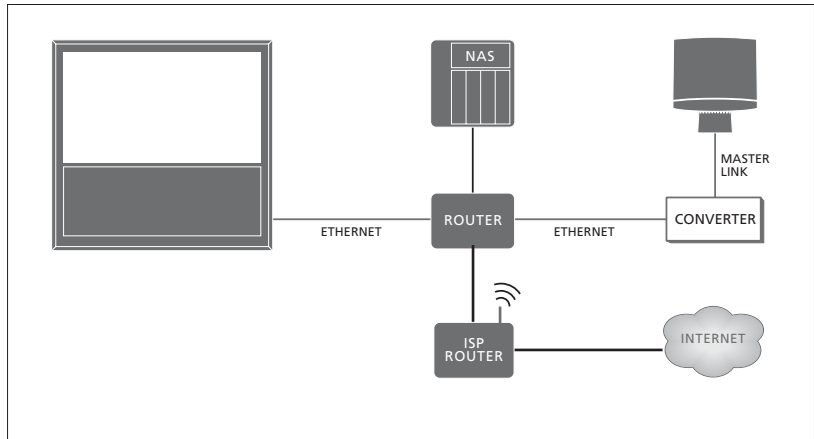 NAS
MASTER
LINK
ROUTER
CONVERTER
ETHERNET
ETHERNET
ISP
ROUTER
INTERNET